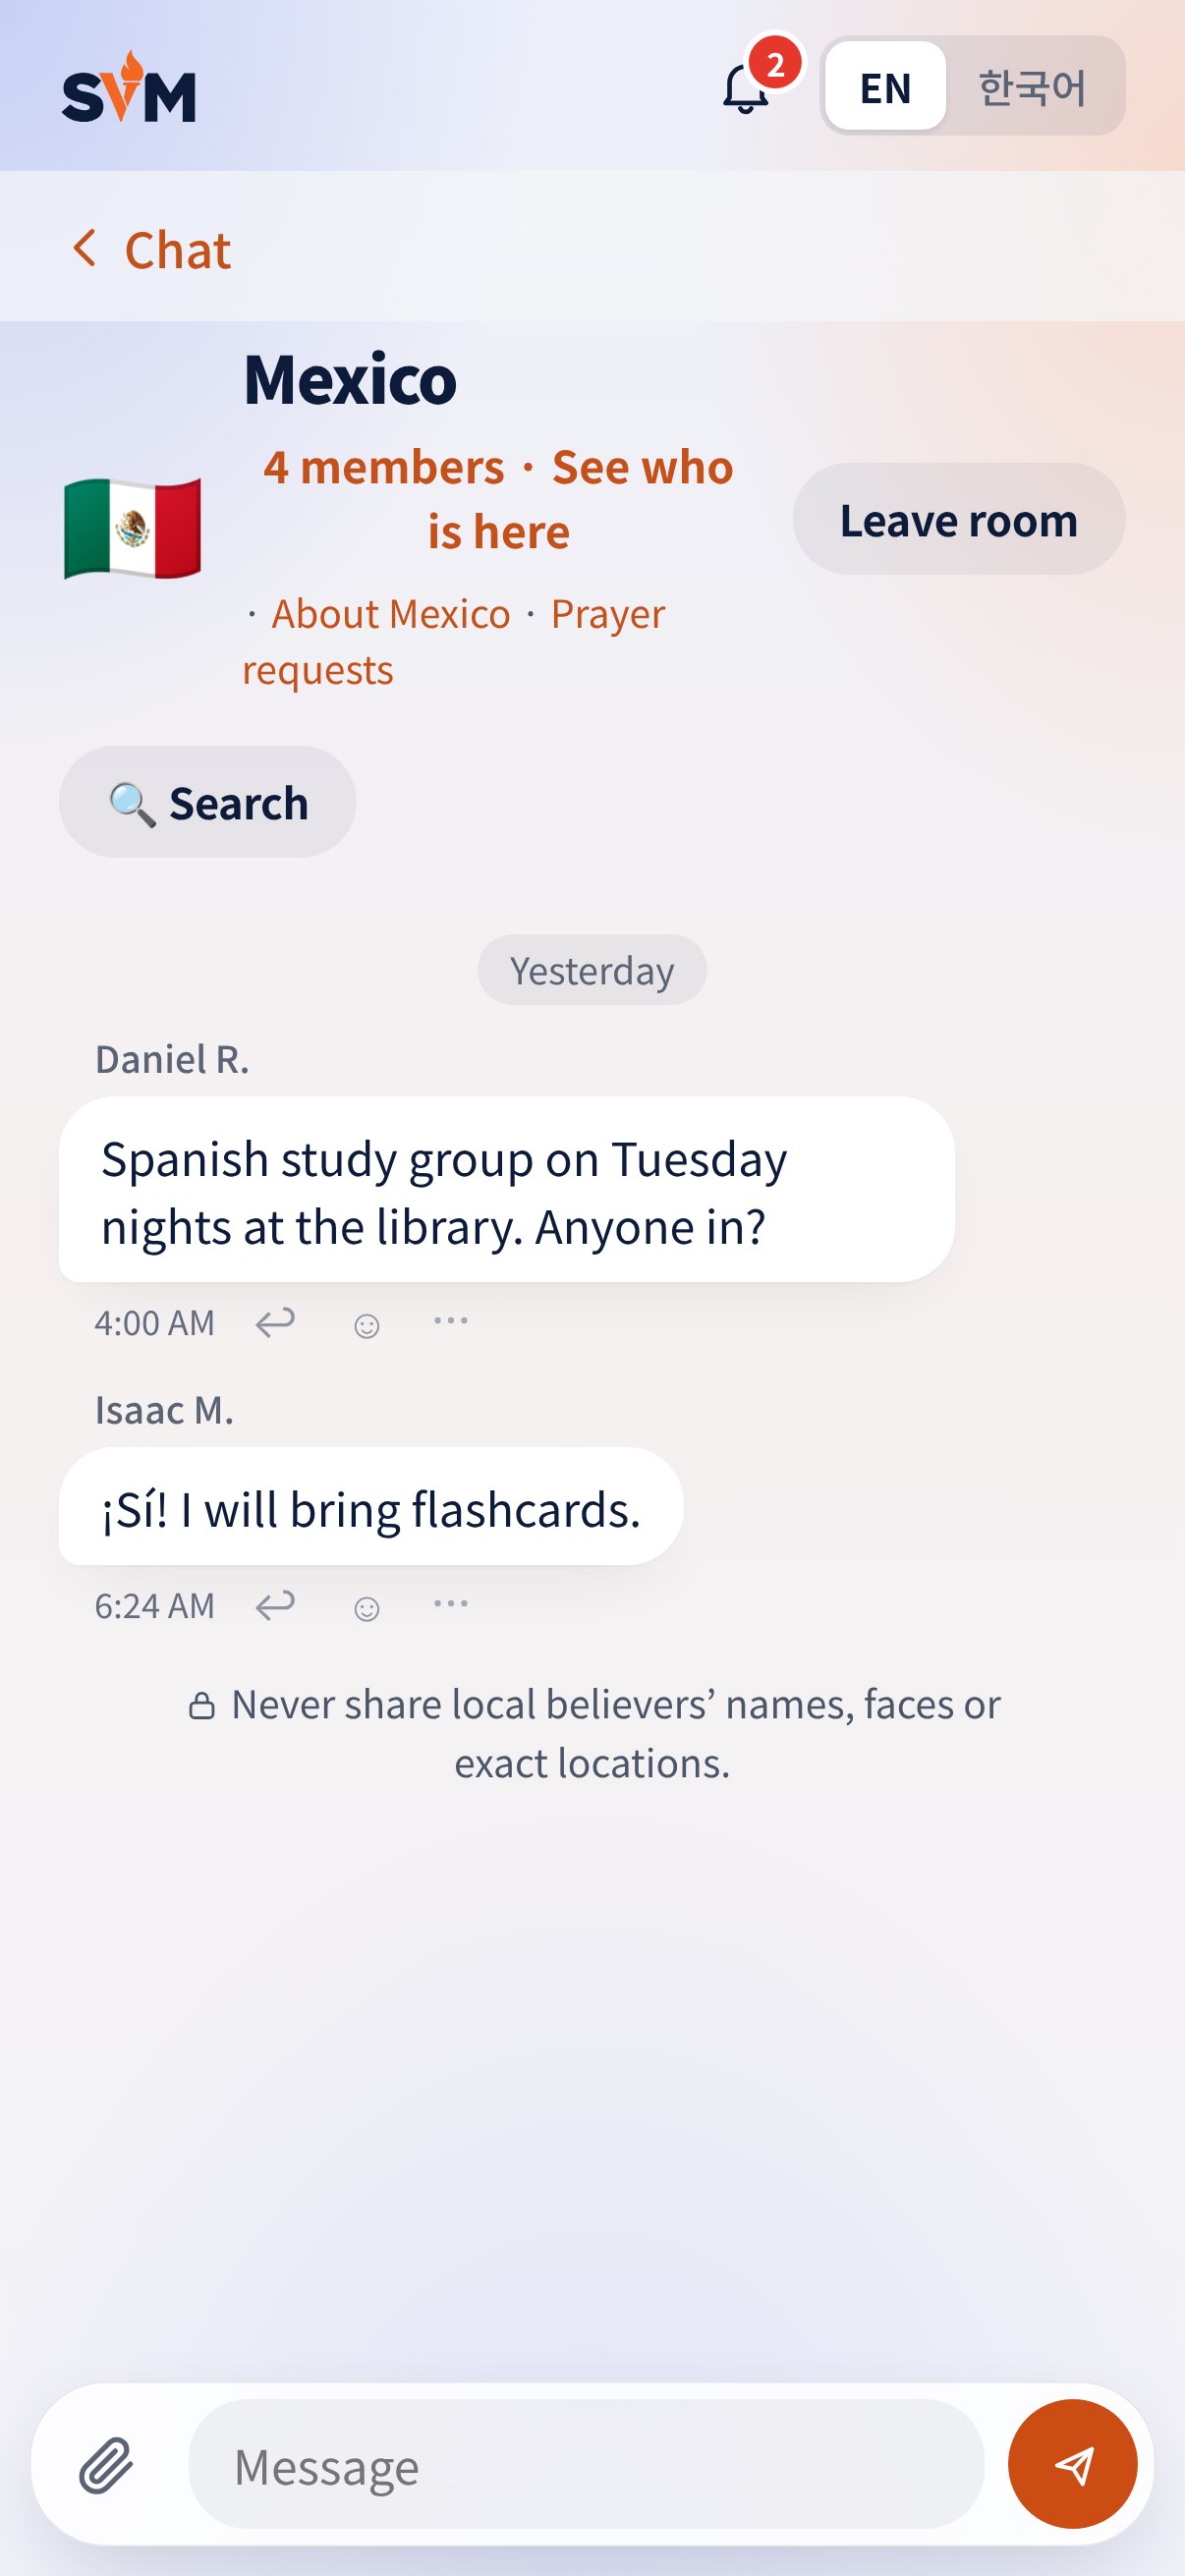 SVM
2
EN
한국어
Chat
Mexico
4 members · See who
is here
· About Mexico · Prayer
requests
Leave room
🔍 Search
Yesterday
Daniel R.
Spanish study group on Tuesday
nights at the library. Anyone in?
4:00 AM
Isaac M.
¡Sí! I will bring flashcards.
6:24 AM
Never share local believers’ names, faces or
exact locations.
Message